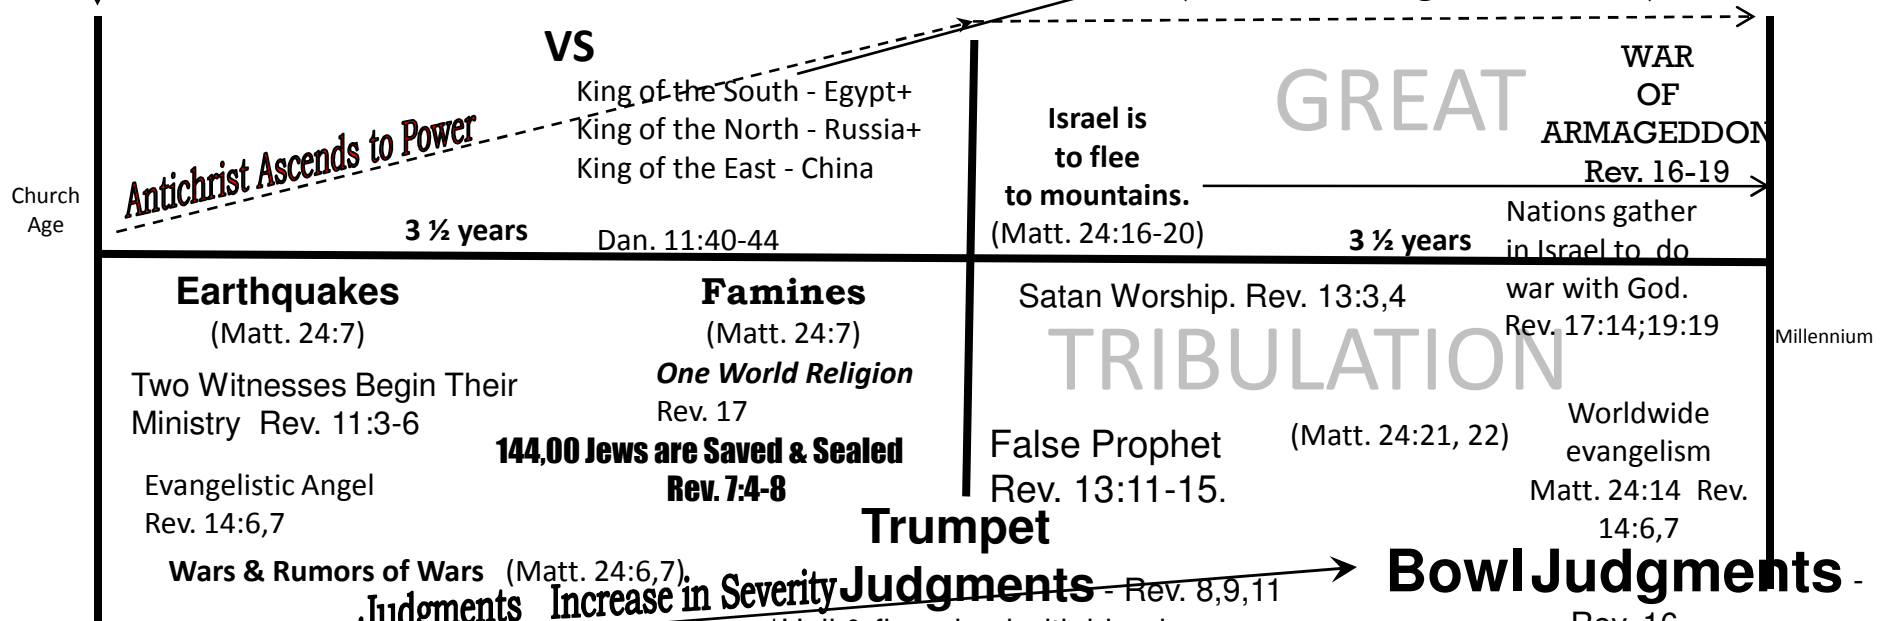 VS
King of the South - Egypt+
King of the North - Russia+
King of the East - China
Antichrist Ascends to Power
3 ½ years
Dan. 11:40-44
Church
Age
Israel is
to flee
to mountains.
(Matt. 24:16-20)
GREAT
3 ½ years
WAR
OF
ARMAGEDDON
Rev. 16-19
Nations gather
in Israel to do
war with God.
Rev. 17:14;19:19
Earthquakes
(Matt. 24:7)
Famines
(Matt. 24:7)
One World Religion
Rev. 17
Two Witnesses Begin Their
Ministry Rev. 11:3-6
144,00 Jews are Saved & Sealed
Rev. 7:4-8
Evangelistic Angel
Rev. 14:6,7
Wars & Rumors of Wars (Matt. 24:6,7)
Satan Worship. Rev. 13:3,4
TRIBULATION
Millennium
False Prophet
Rev. 13:11-15.
(Matt. 24:21, 22)
Worldwide
evangelism
Matt. 24:14 Rev.
14:6,7
Judgments Increase in Severity
Trumpet
Judgments - Rev. 8,9,11
Bowl Judgments -
Rev. 16